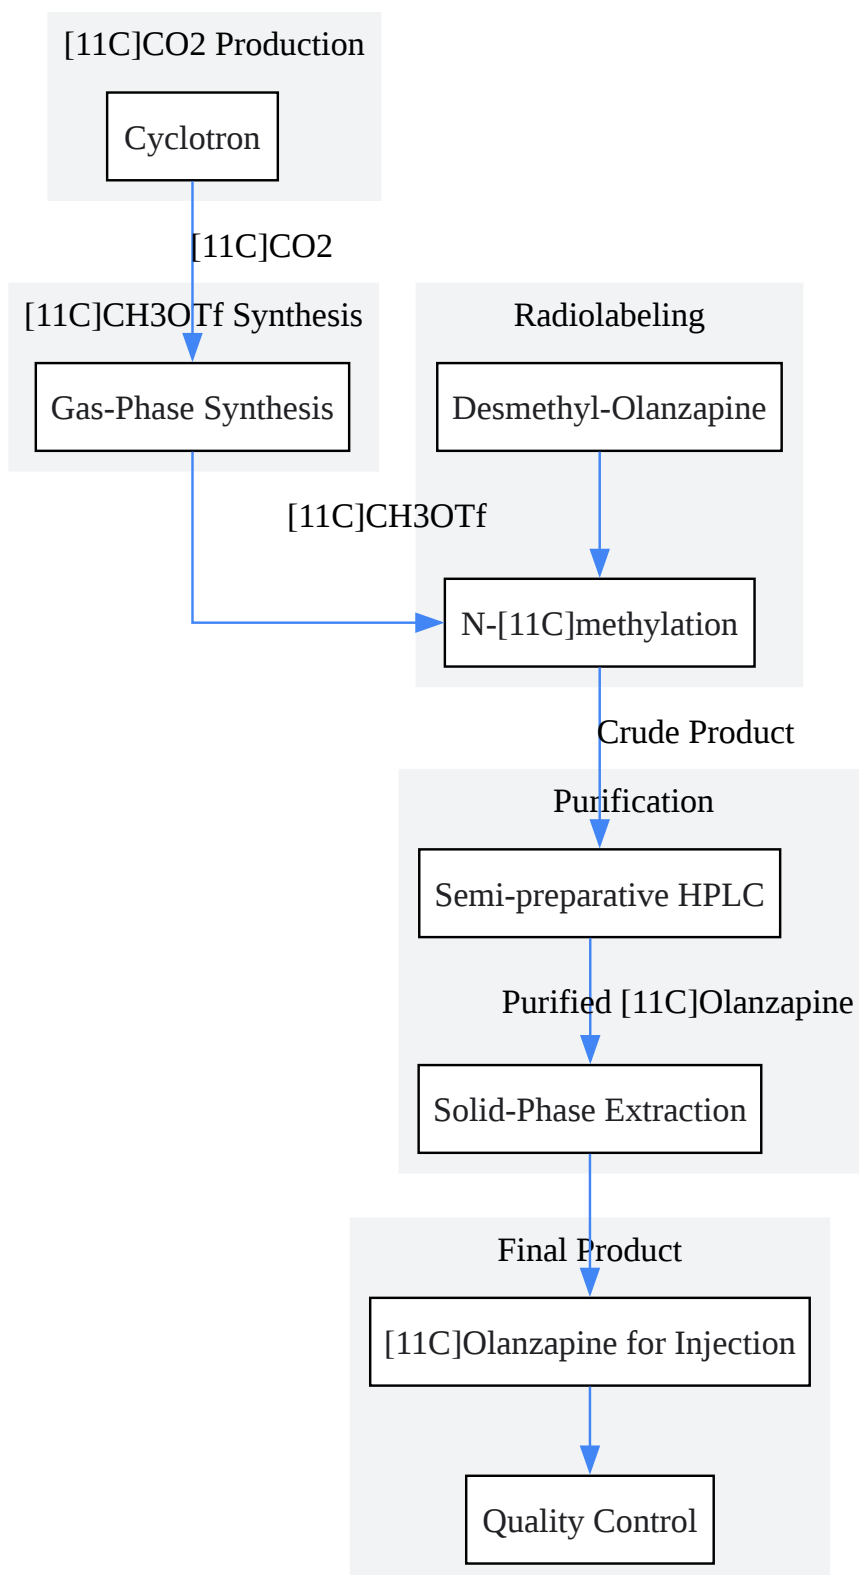 [11C]CO2 Production
Cyclotron
[11C]CO2
[11C]CH3OTf Synthesis
Gas-Phase Synthesis
Radiolabeling
Desmethyl-Olanzapine
[11C]CH3OTf
N-[11C]methylation
Crude Product
Purification
Semi-preparative HPLC
Purified [11C]Olanzapine
Solid-Phase Extraction
Final Product
[11C]Olanzapine for Injection
Quality Control